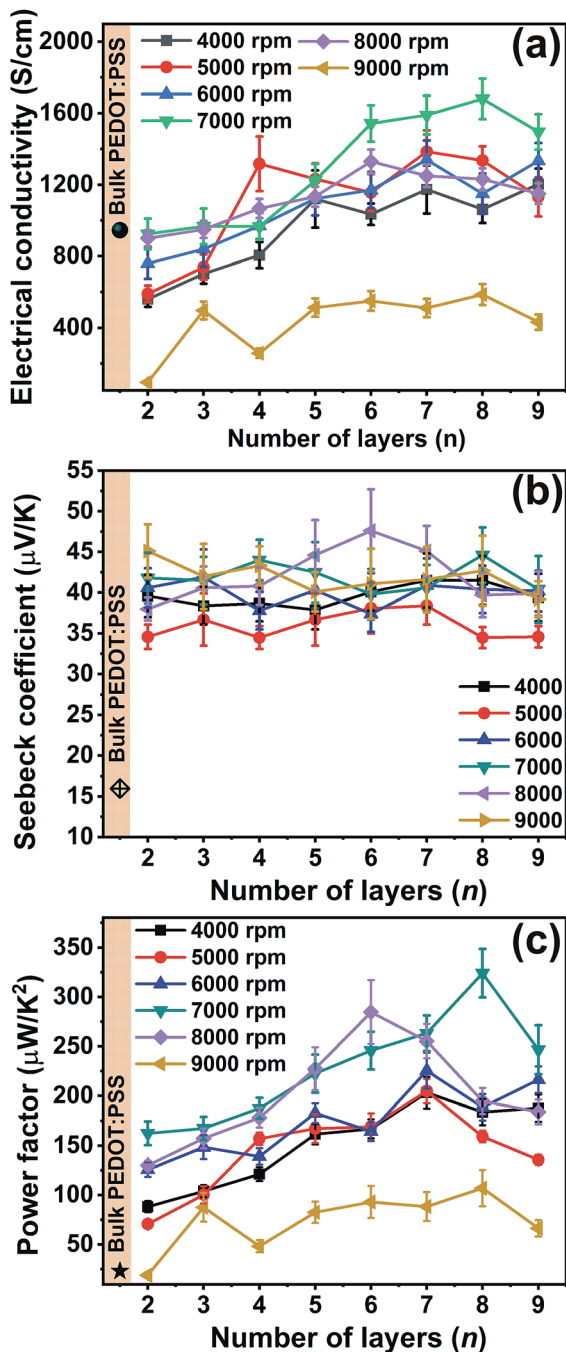 (a)
Electrical conductivity (S/cm)
2000
1600
1200
800
400
Bulk PEDOT:PSS
4000 rpm
5000 rpm
6000 rpm
7000 rpm
8000 rpm
9000 rpm
2 3 4 5 6 7 8 9
Number of layers (n)
(b)
Seebeck coefficient (μV/K)
55
50
45
40
35
30
25
20
15
10
Bulk PEDOT:PSS
4000
5000
6000
7000
8000
9000
2 3 4 5 6 7 8 9
Number of layers (n)
(c)
Power factor (μW/K²)
350
300
250
200
150
100
50
Bulk PEDOT:PSS
4000 rpm
5000 rpm
6000 rpm
7000 rpm
8000 rpm
9000 rpm
2 3 4 5 6 7 8 9
Number of layers (n)